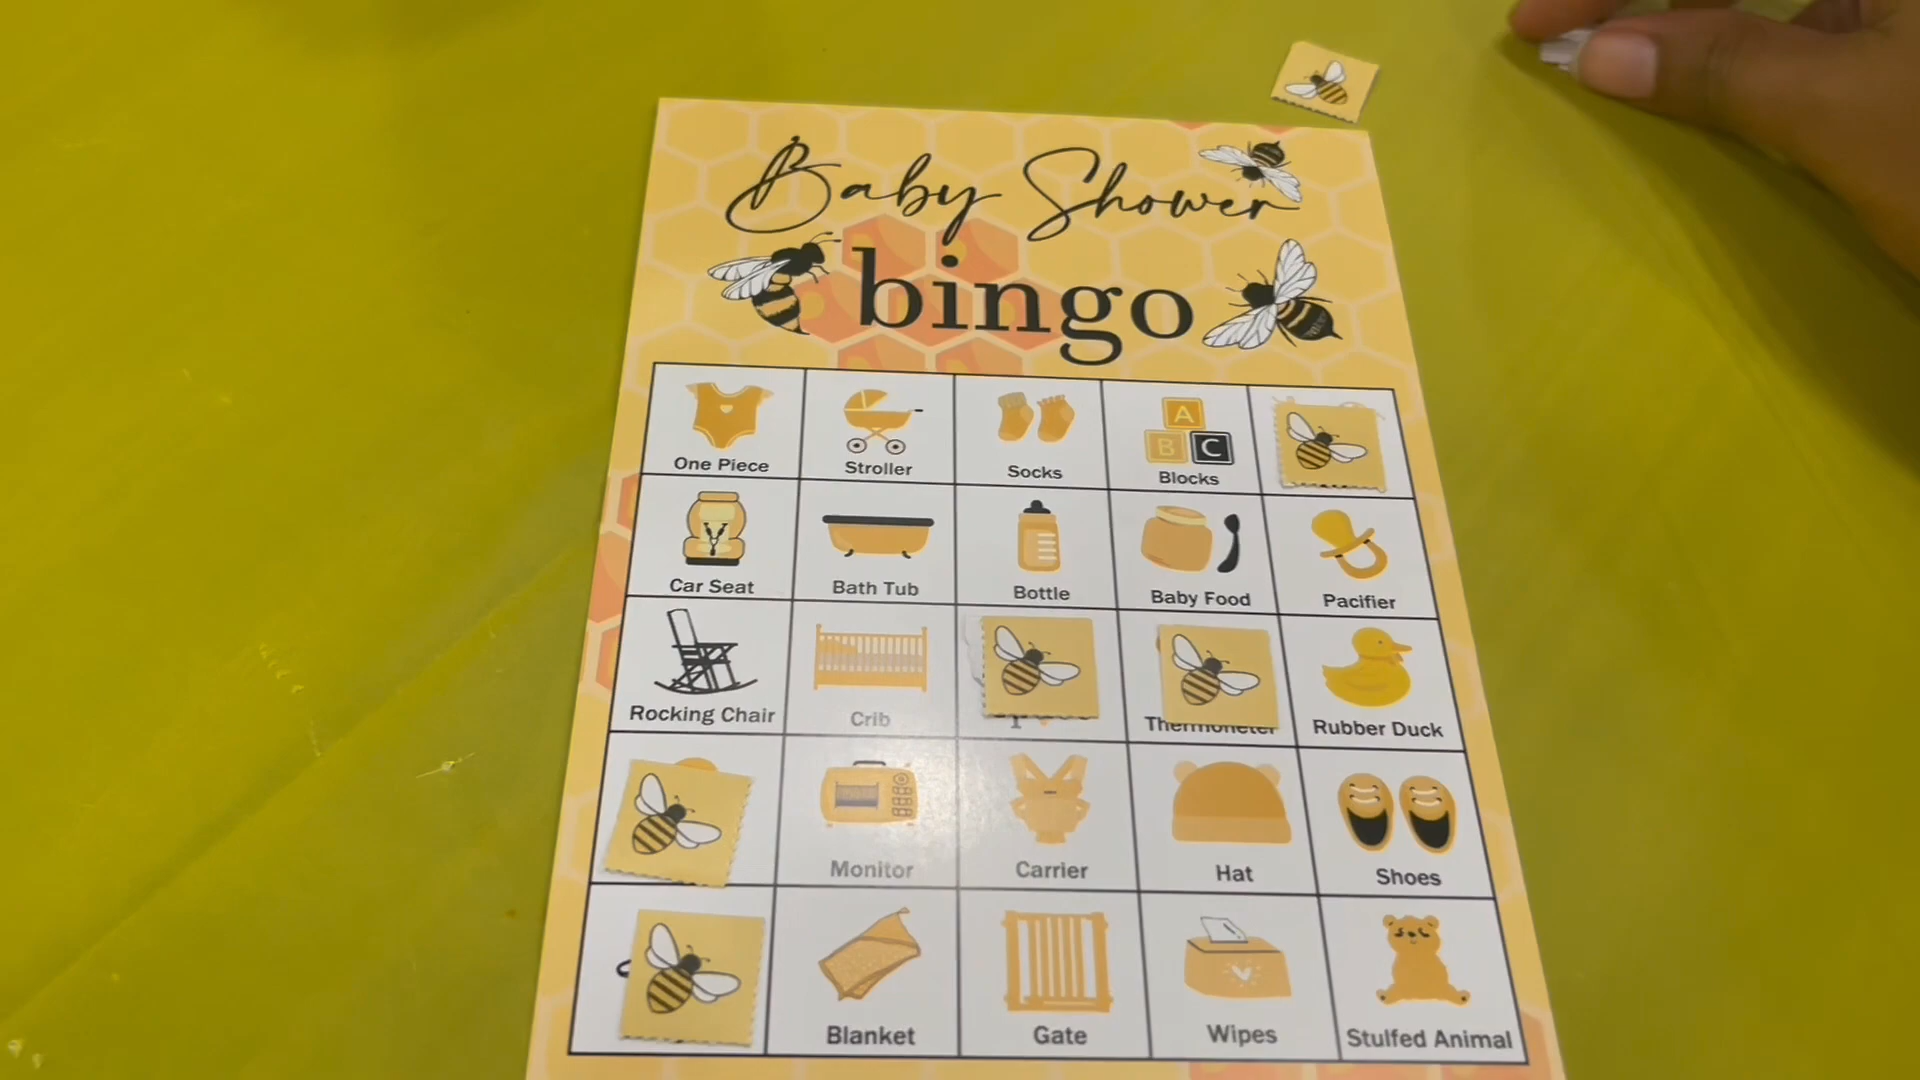 Baby Shower
bingo
One Piece
Stroller
Socks
A
B C
Blocks
Car Seat
Bath Tub
Bottle
Baby Food
Pacifier
Rocking Chair
Crib
Thermometer
Rubber Duck
Monitor
Carrier
Hat
Shoes
Blanket
Gate
Wipes
Stulfed Animal